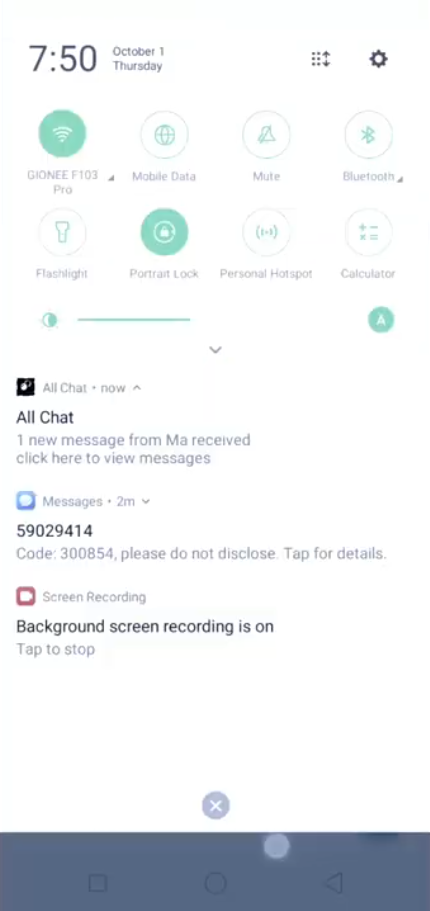 7:50
October 1
Thursday
GIONEE F103
Pro
Mobile Data
Mute
Bluetooth
Flashlight
Portrait Lock
Personal Hotspot
Calculator
A
All Chat • now
All Chat
1 new message from Ma received
click here to view messages
Messages • 2m
59029414
Code: 300854, please do not disclose. Tap for details.
Screen Recording
Background screen recording is on
Tap to stop